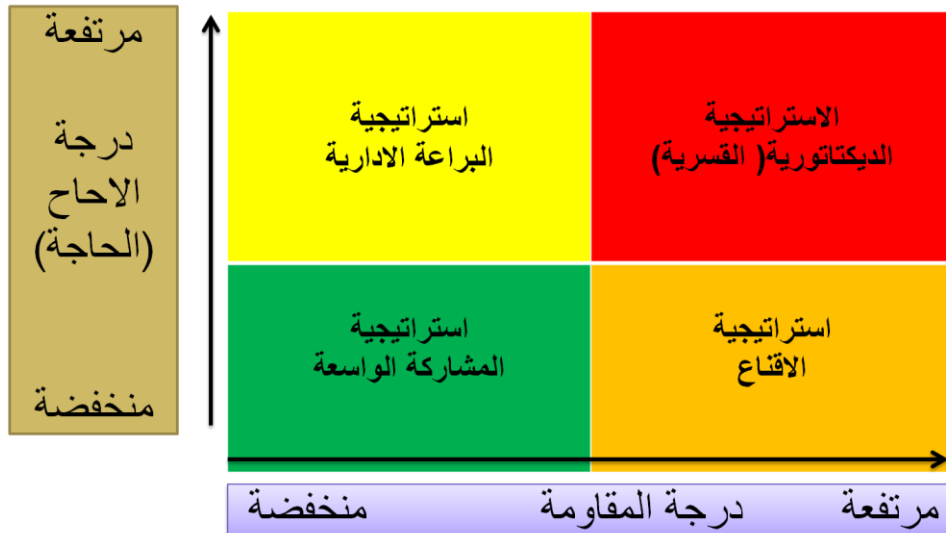 مرتفعة
درجة
الاحاح
(الحاجة)
منخفضة
استراتيجية
البراعة الادارية
الاستراتيجية
الديكتاتورية( القسرية)
استراتيجية
المشاركة الواسعة
استراتيجية
الاقناع
منخفضة درجة المقاومة مرتفعة